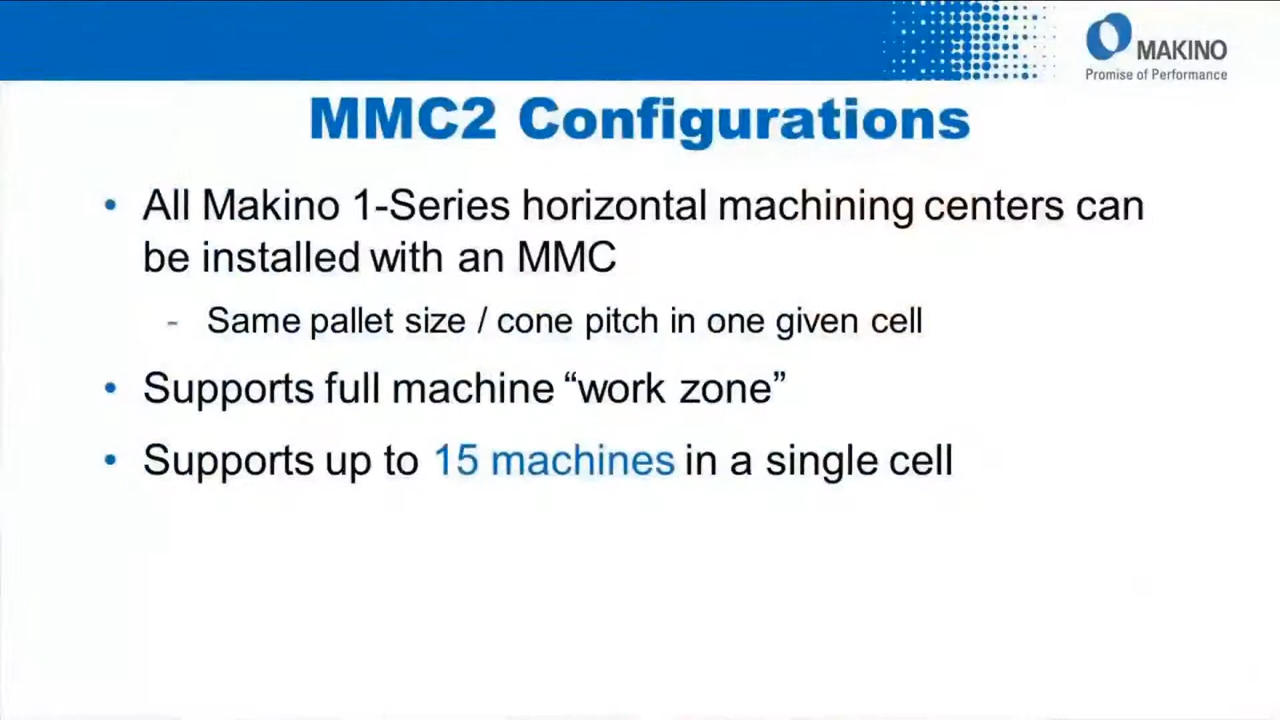 MAKINO
Promise of Performance
MMC2 Configurations
• All Makino 1-Series horizontal machining centers can
be installed with an MMC
- Same pallet size / cone pitch in one given cell
• Supports full machine “work zone”
• Supports up to 15 machines in a single cell